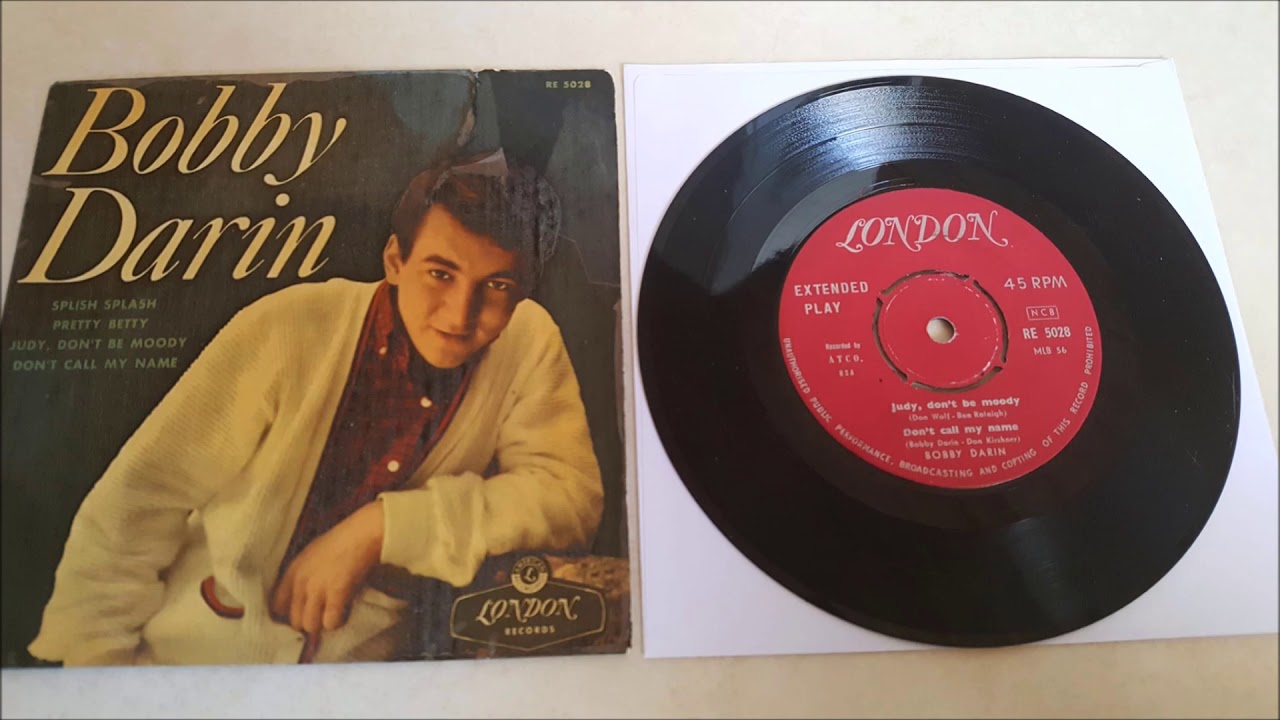 Bobby
Darin
RE 5028
SPLISH SPLASH
PRETTY BETTY
JUDY, DON'T BE MOODY
DON'T CALL MY NAME
AMERICAN
L
LONDON
RECORDS
LONDON
EXTENDED
PLAY
45 RPM
NCB
RE 5028
MLB 56
Recorded by
ATCO,
USA
Judy, don't be moody
(Don Wolf - Ben Raleigh)
Don't call my name
(Bobby Darin - Don Kirshner)
BOBBY DARIN
UNAUTHORISED PUBLIC PERFORMANCE, BROADCASTING AND COPYING OF THIS RECORD PROHIBITED